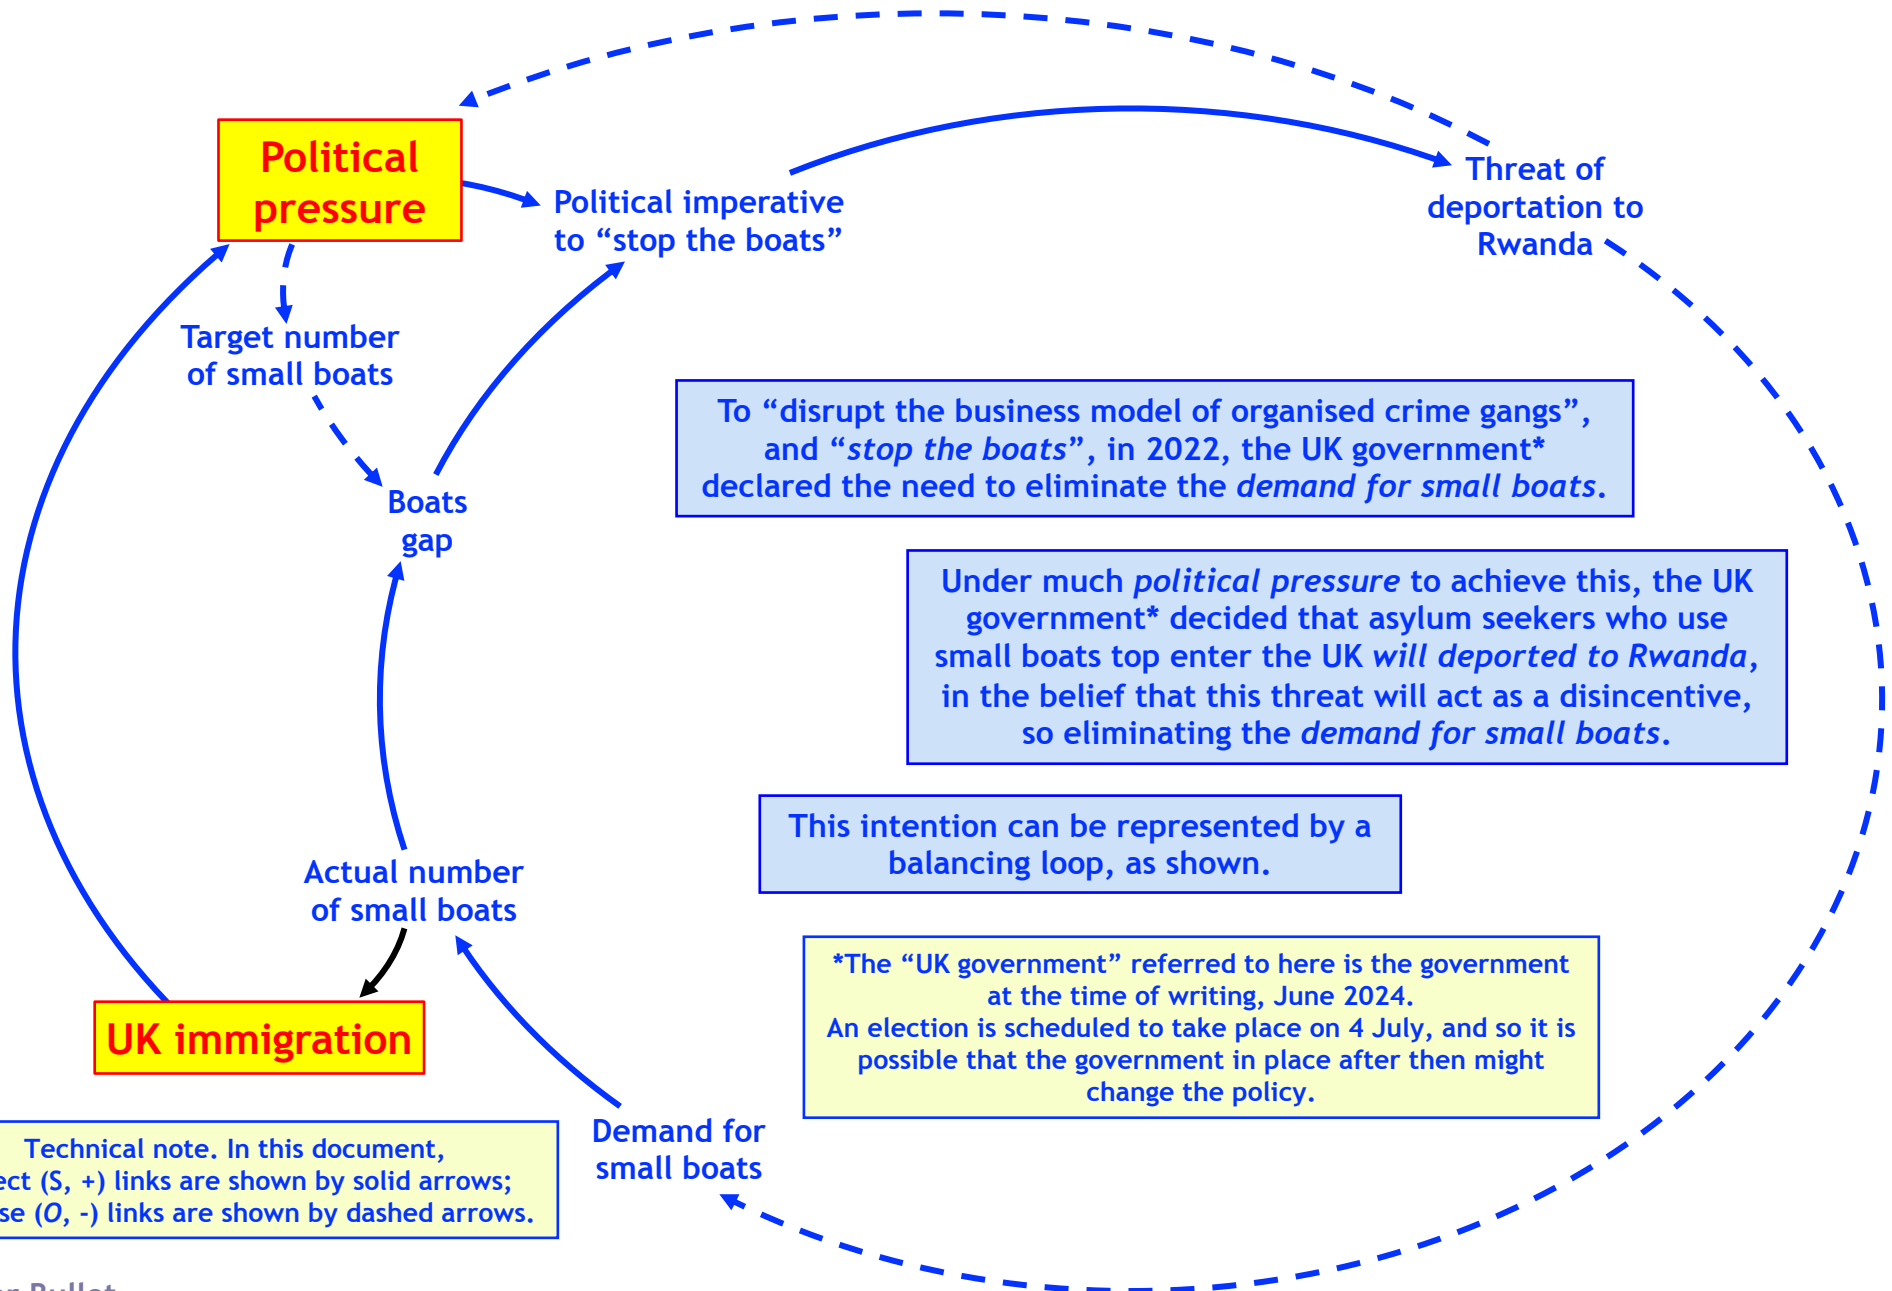 Political
pressure
Political imperative
to “stop the boats”
Threat of
deportation to
Rwanda
Target number
of small boats
Boats
gap
To “disrupt the business model of organised crime gangs”,
and “stop the boats”, in 2022, the UK government*
declared the need to eliminate the demand for small boats.
Under much political pressure to achieve this, the UK
government* decided that asylum seekers who use
small boats top enter the UK will deported to Rwanda,
in the belief that this threat will act as a disincentive,
so eliminating the demand for small boats.
This intention can be represented by a
balancing loop, as shown.
Actual number
of small boats
*The “UK government” referred to here is the government
at the time of writing, June 2024.
An election is scheduled to take place on 4 July, and so it is
possible that the government in place after then might
change the policy.
UK immigration
Demand for
small boats
Technical note. In this document,
(S, +) links are shown by solid arrows;
(O, -) links are shown by dashed arrows.